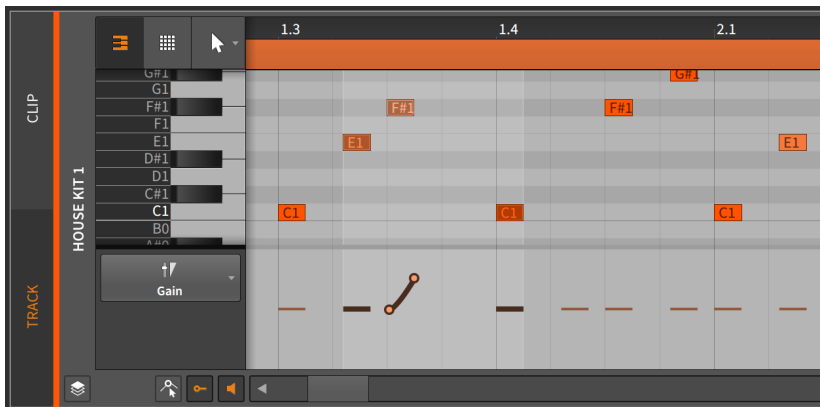 1.3
1.4
2.1
CLIP
TRACK
HOUSE KIT 1
G#1
G1
F#1
F1
E1
D#1
D1
C#1
C1
B0
A#0
G#1
F#1
F#1
E1
E1
C1
C1
C1
Gain